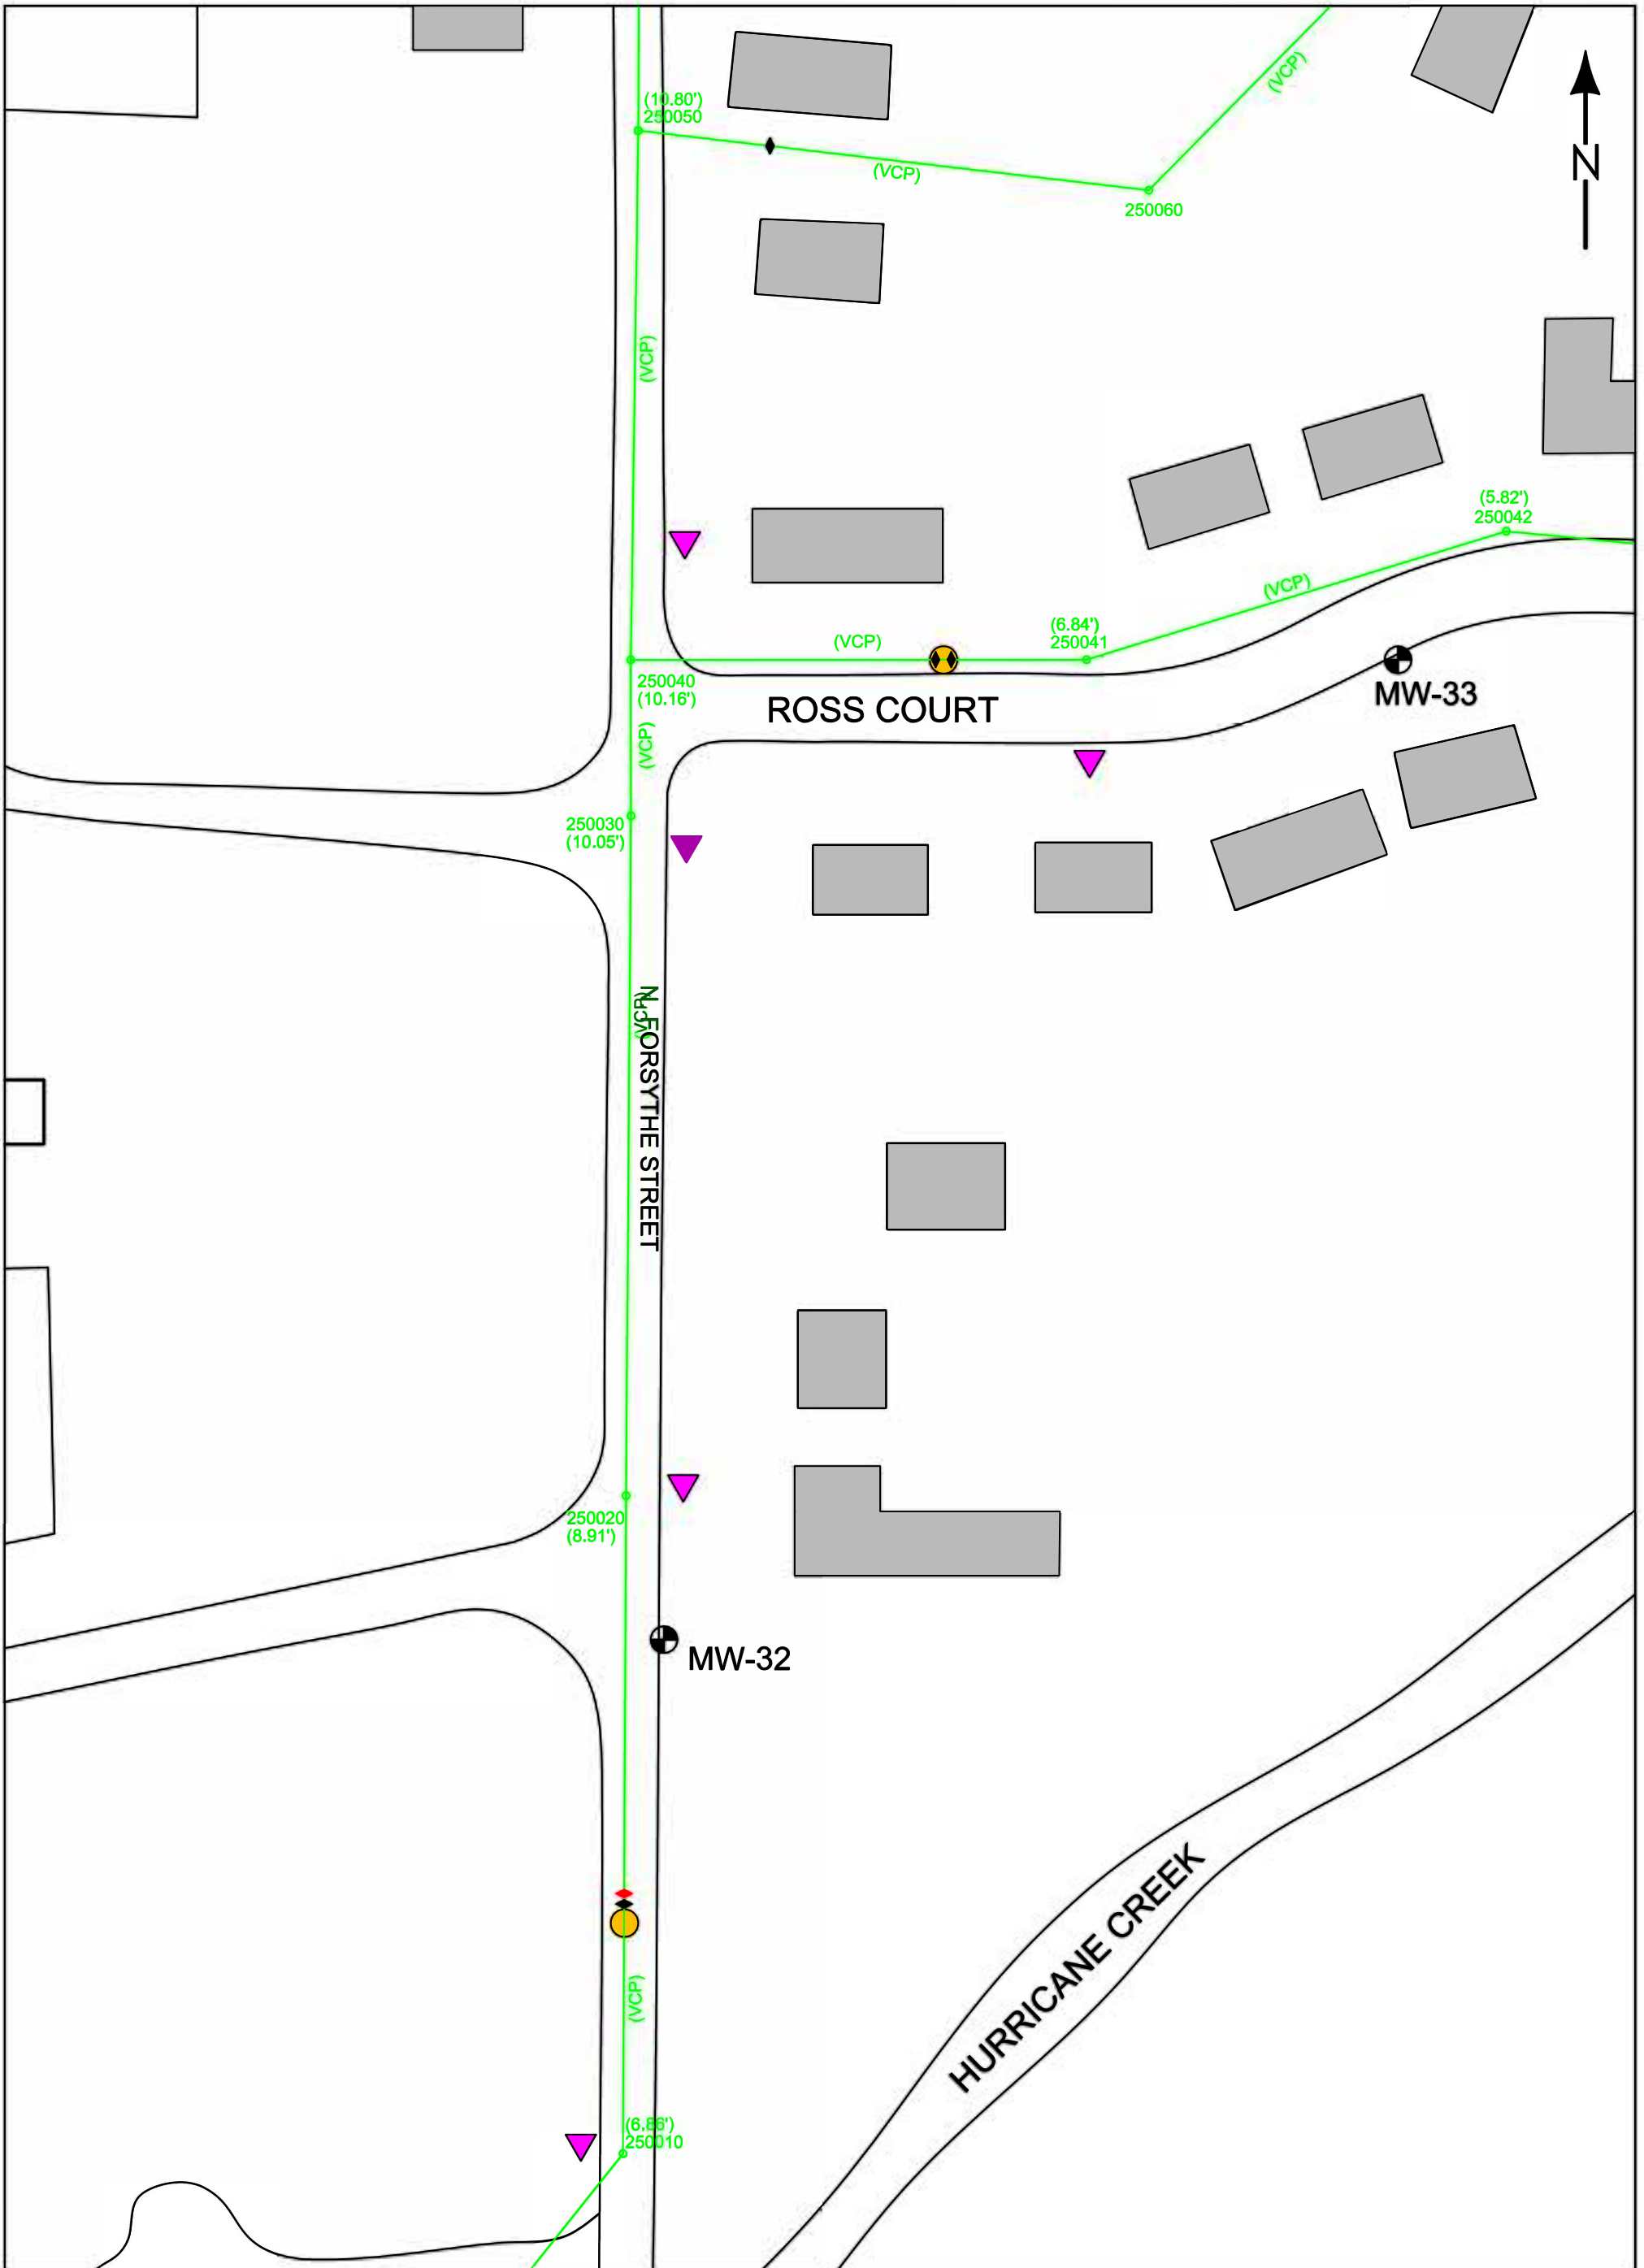 (10.80')
250050
(VCP)
(VCP)
250060
N
(VCP)
(5.82')
250042
(VCP)
(VCP)
(6.84')
250041
250040
(10.16')
ROSS COURT
MW-33
(VCP)
250030
(10.05')
(VCP)
N. FORSYTHE STREET
250020
(8.91')
MW-32
HURRICANE CREEK
(VCP)
(6.86')
250010